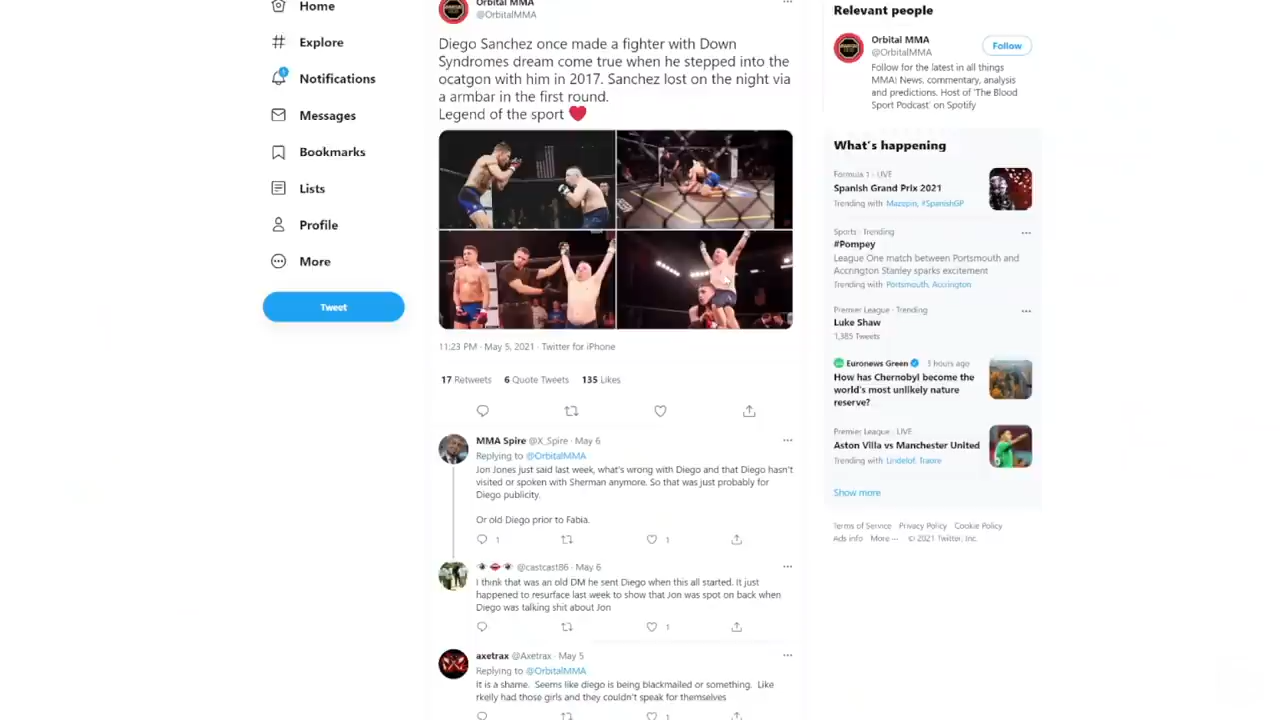 Home
Explore
Notifications
Messages
Bookmarks
Lists
Profile
More
Tweet
Orbital MMA
@OrbitalMMA
Diego Sanchez once made a fighter with Down
Syndromes dream come true when he stepped into the
ocatgon with him in 2017. Sanchez lost on the night via
a armbar in the first round.
Legend of the sport ❤️
11:23 PM · May 5, 2021 · Twitter for iPhone
17 Retweets 6 Quote Tweets 135 Likes
MMA Spire @X_Spire · May 6
Replying to @OrbitalMMA
Jon Jones just said last week, what's wrong with Diego and that Diego hasn't
visited or spoken with Sherman anymore. So that was just probably for
Diego publicity.
Or old Diego prior to Fabia.
1 1
👁️👄👁️ @castcast86 · May 6
I think that was an old DM he sent Diego when this all started. It just
happened to resurface last week to show that Jon was spot on back when
Diego was talking shit about Jon
1
axetrax @Axetrax · May 5
Replying to @OrbitalMMA
It is a shame. Seems like diego is being blackmailed or something. Like
rkelly had those girls and they couldn't speak for themselves
1
Relevant people
Orbital MMA
@OrbitalMMA
Follow
Follow for the latest in all things
MMA| News, commentary, analysis
and predictions. Host of 'The Blood
Sport Podcast' on Spotify
What's happening
Formula 1 · LIVE
Spanish Grand Prix 2021
Trending with Mazepin, #SpanishGP
Sports · Trending
#Pompey
League One match between Portsmouth and
Accrington Stanley sparks excitement
Trending with Portsmouth, Accrington
Premier League · Trending
Luke Shaw
1,385 Tweets
Euronews Green 3 hours ago
How has Chernobyl become the
world's most unlikely nature
reserve?
Premier League · LIVE
Aston Villa vs Manchester United
Trending with Lindelof, Traore
Show more
Terms of Service Privacy Policy Cookie Policy
Ads info More ··· © 2021 Twitter, Inc.